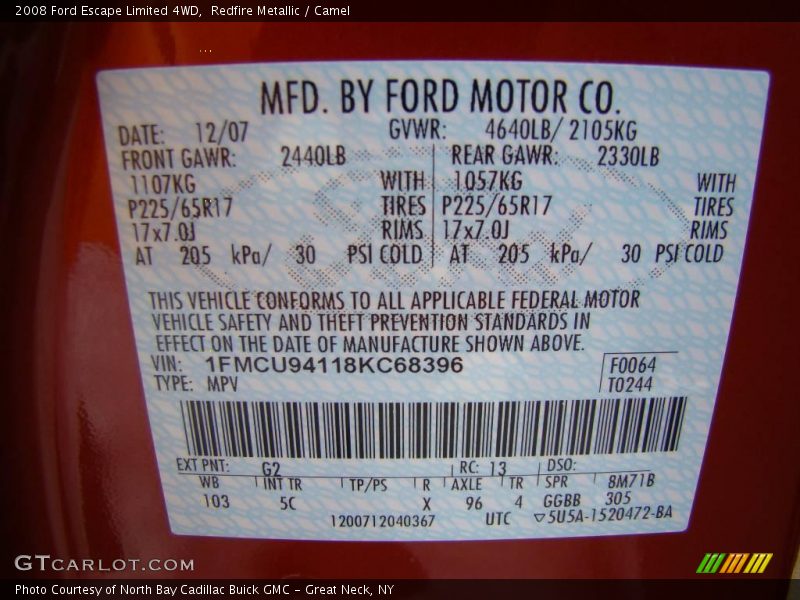 2008 Ford Escape Limited 4WD,  Redfire Metallic / Camel
...
MFD. BY FORD MOTOR CO.
DATE: 12/07 GVWR: 4640LB/ 2105KG
FRONT GAWR: 2440LB REAR GAWR: 2330LB
1107KG WITH 1057KG WITH
P225/65R17 TIRES P225/65R17 TIRES
17x7.0J RIMS 17x7.0J RIMS
AT 205 kPa/ 30 PSI COLD AT 205 kPa/ 30 PSI COLD
THIS VEHICLE CONFORMS TO ALL APPLICABLE FEDERAL MOTOR
VEHICLE SAFETY AND THEFT PREVENTION STANDARDS IN
EFFECT ON THE DATE OF MANUFACTURE SHOWN ABOVE.
VIN: 1FMCU94118KC68396 F0064
TYPE: MPV T0244
EXT PNT: G2 RC: 13 DSO:
WB INT TR TP/PS R AXLE TR SPR 8M71B
103 5C X 96 4 GGBB 305
1200712040367 UTC ▽5U5A-1520472-BA
GTCARLOT.COM
Photo Courtesy of North Bay Cadillac Buick GMC - Great Neck, NY